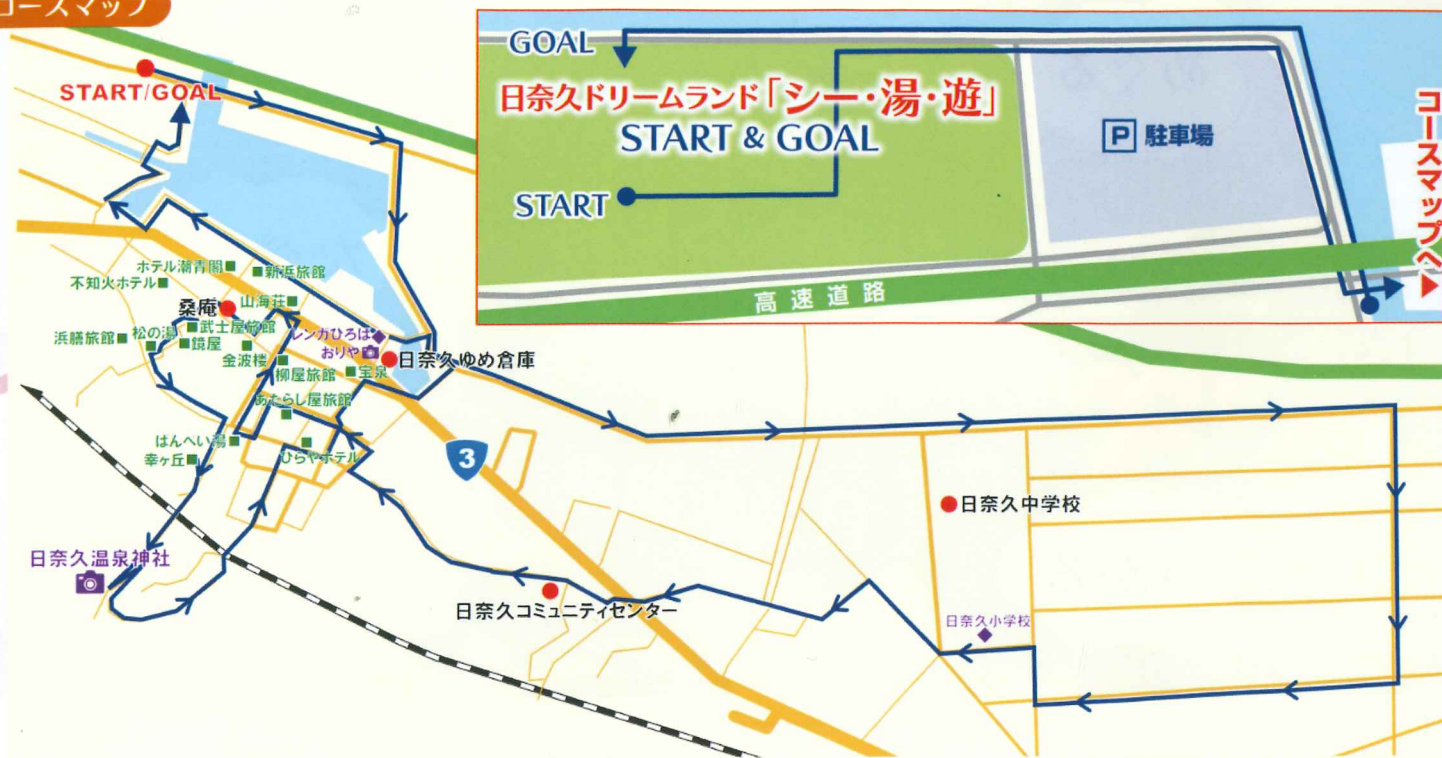 コースマップ
START/GOAL
GOAL
日奈久ドリームランド「シー・湯・遊」
START & GOAL
START
P 駐車場
高速道路
コースマップへ▶
ホテル潮青閣
新浜旅館
不知火ホテル
桑庵
山海荘
浜膳旅館
松の湯
武士屋旅館
鏡屋
金波楼
レンガひろば
おりや
日奈久ゆめ倉庫
柳屋旅館
宝泉
あたらし屋旅館
はんぺい湯
幸ヶ丘
ひらやホテル
3
日奈久中学校
日奈久温泉神社
日奈久コミュニティセンター
日奈久小学校